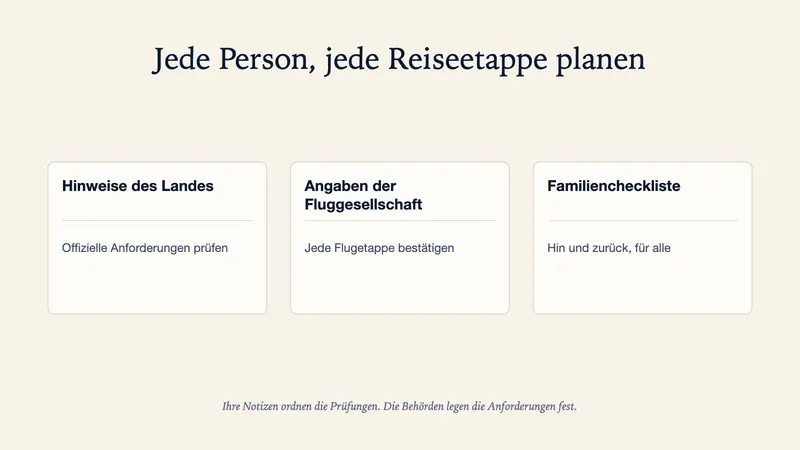 Jede Person, jede Reiseetappe planen
Hinweise des Landes
Offizielle Anforderungen prüfen
Angaben der
Fluggesellschaft
Jede Flugetappe bestätigen
Familiencheckliste
Hin und zurück, für alle
Ihre Notizen ordnen die Prüfungen. Die Behörden legen die Anforderungen fest.